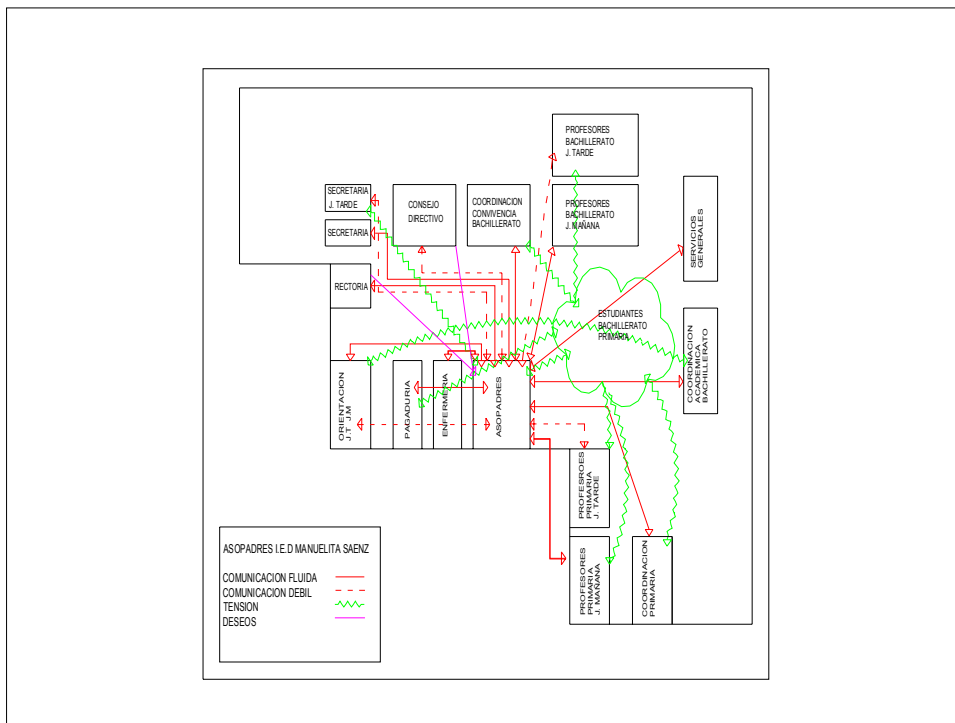 PROFESORES
BACHILLERATO
J. TARDE
SECRETARIA
J. TARDE
CONSEJO
DIRECTIVO
COORDINACION
CONVIVENCIA
BACHILLERATO
PROFESORES
BACHILLERATO
J. MAÑANA
SECRETARIA
SERVICIOS
GENERALES
RECTORIA
ESTUDIANTES
BACHILLERATO
PRIMARIA
COORDINACION
ACADEMICA
BACHILLERATO
ORIENTACION
J.T J.M
PAGADURIA
ENFERMERIA
ASOPADRES
PROFESROES
PRIMARIA
J. TARDE
PROFESORES
PRIMARIA
J. MAÑANA
COORDINACION
PRIMARIA
ASOPADRES I.E.D MANUELITA SAENZ
COMUNICACION FLUIDA
COMUNICACION DEBIL
TENSION
DESEOS